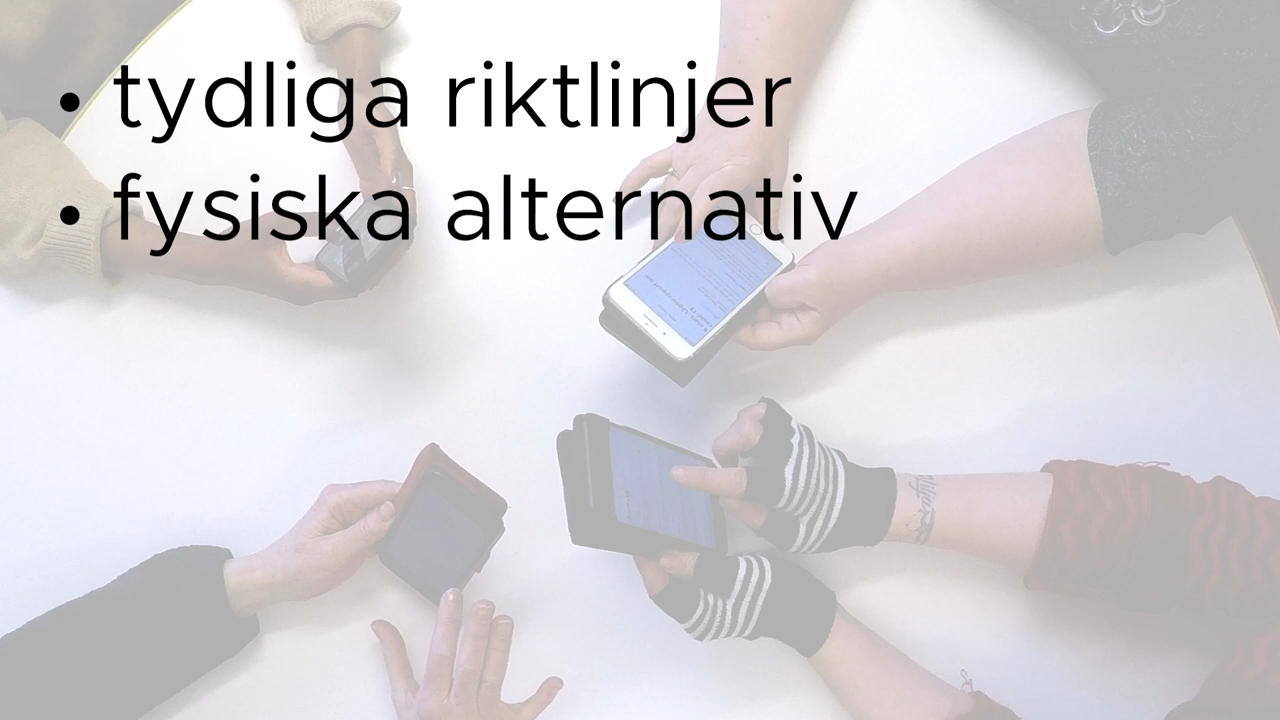 • tydliga riktlinjer
• fysiska alternativ